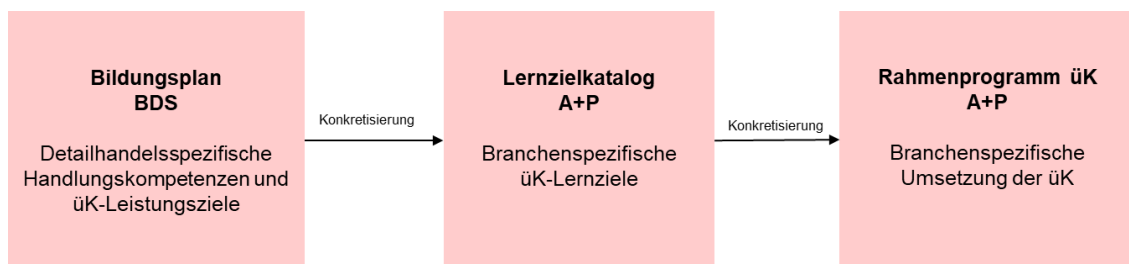 Bildungsplan
BDS
Detailhandelsspezifische
Handlungskompetenzen und
üK-Leistungsziele
Konkretisierung
Lernzielkatalog
A+P
Branchenspezifische
üK-Lernziele
Konkretisierung
Rahmenprogramm üK
A+P
Branchenspezifische
Umsetzung der üK